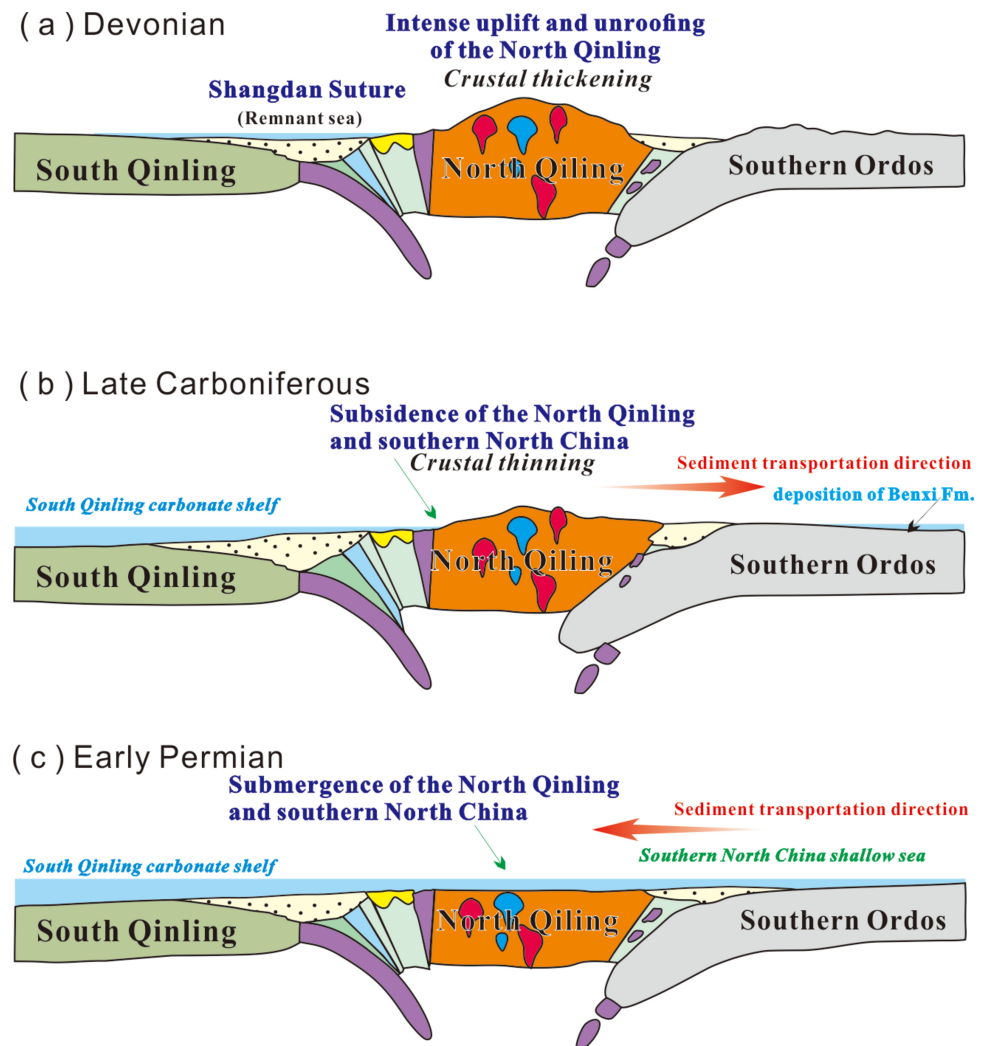 ( a ) Devonian
Intense uplift and unroofing
of the North Qinling
Crustal thickening
Shangdan Suture
(Remnant sea)
South Qinling
North Qiling
Southern Ordos
( b ) Late Carboniferous
Subsidence of the North Qinling
and southern North China
Crustal thinning
Sediment transportation direction
deposition of Benxi Fm.
South Qinling carbonate shelf
South Qinling
North Qiling
Southern Ordos
( c ) Early Permian
Submergence of the North Qinling
and southern North China
Sediment transportation direction
South Qinling carbonate shelf
Southern North China shallow sea
South Qinling
North Qiling
Southern Ordos